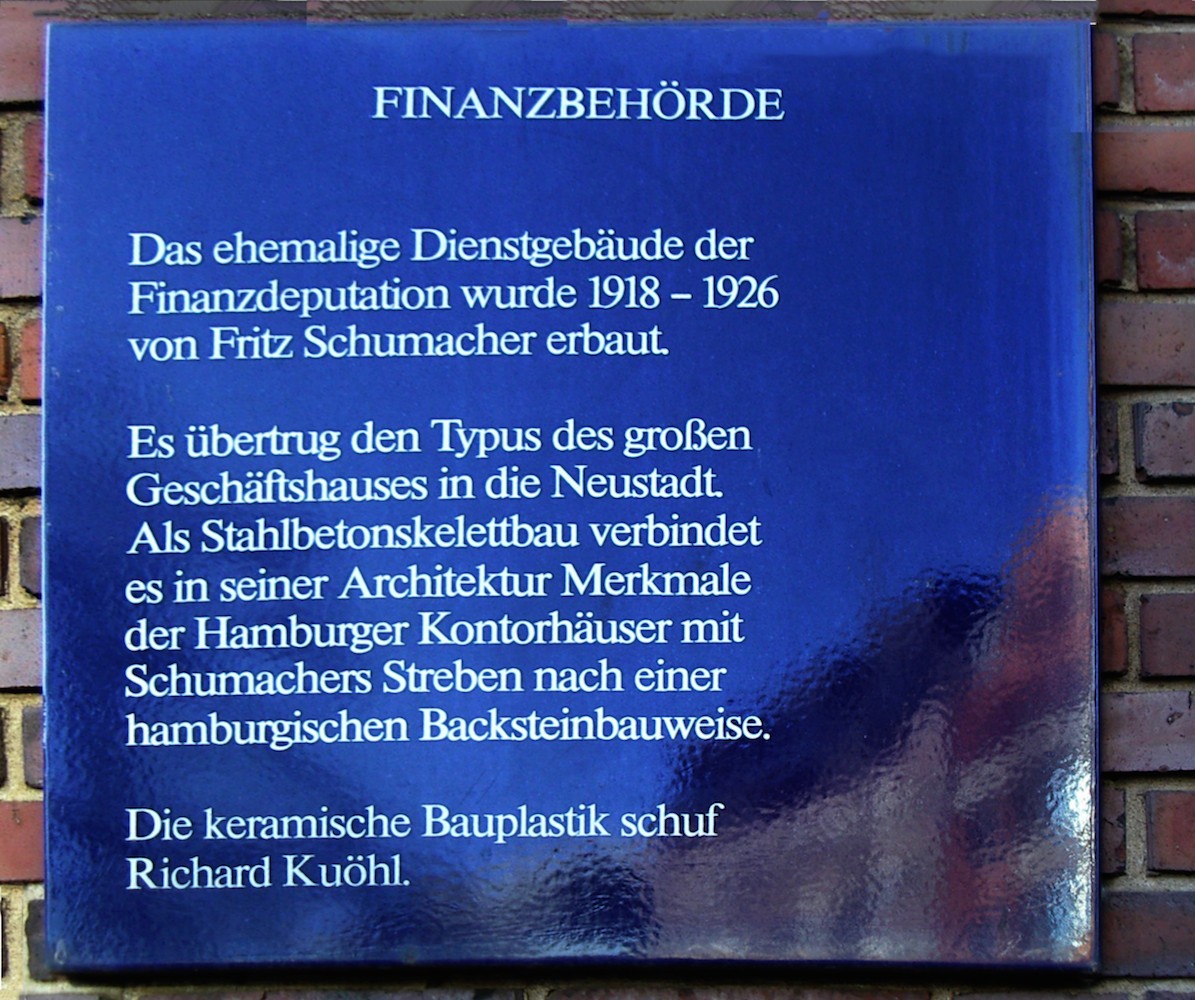 FINANZBEHÖRDE
Das ehemalige Dienstgebäude der
Finanzdeputation wurde 1918 – 1926
von Fritz Schumacher erbaut.
Es übertrug den Typus des großen
Geschäftshauses in die Neustadt.
Als Stahlbetonskelettbau verbindet
es in seiner Architektur Merkmale
der Hamburger Kontorhäuser mit
Schumachers Streben nach einer
hamburgischen Backsteinbauweise.
Die keramische Bauplastik schuf
Richard Kuöhl.